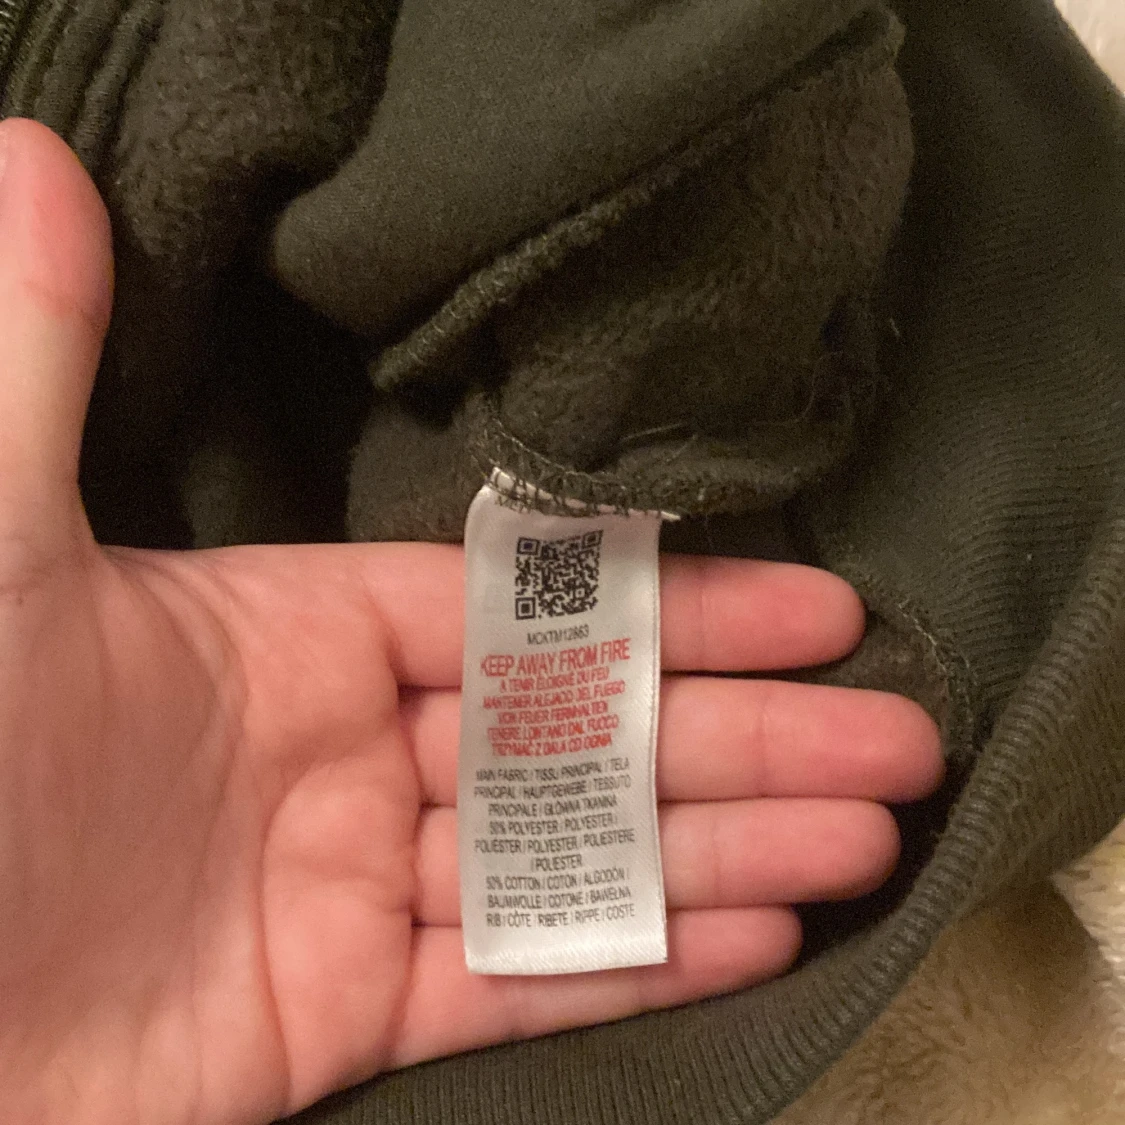 MCKTM12863
KEEP AWAY FROM FIRE
A TENIR ÉLOIGNÉ DU FEU
MANTENER ALEJADO DEL FUEGO
VON FEUER FERNHALTEN
TENERE LONTANO DAL FUOCO
TRZYMAĆ Z DALA OD OGNIA
MAIN FABRIC / TISSU PRINCIPAL / TELA
PRINCIPAL / HAUPTGEWEBE / TESSUTO
PRINCIPALE / GŁÓWNA TKANINA
50% POLYESTER / POLYESTER /
POLIÉSTER / POLYESTER / POLIESTERE
/ POLIESTER
50% COTTON / COTON / ALGODÓN /
BAUMWOLLE / COTONE / BAWEŁNA
RIB / CÔTE / RIBETE / RIPPE / COSTE